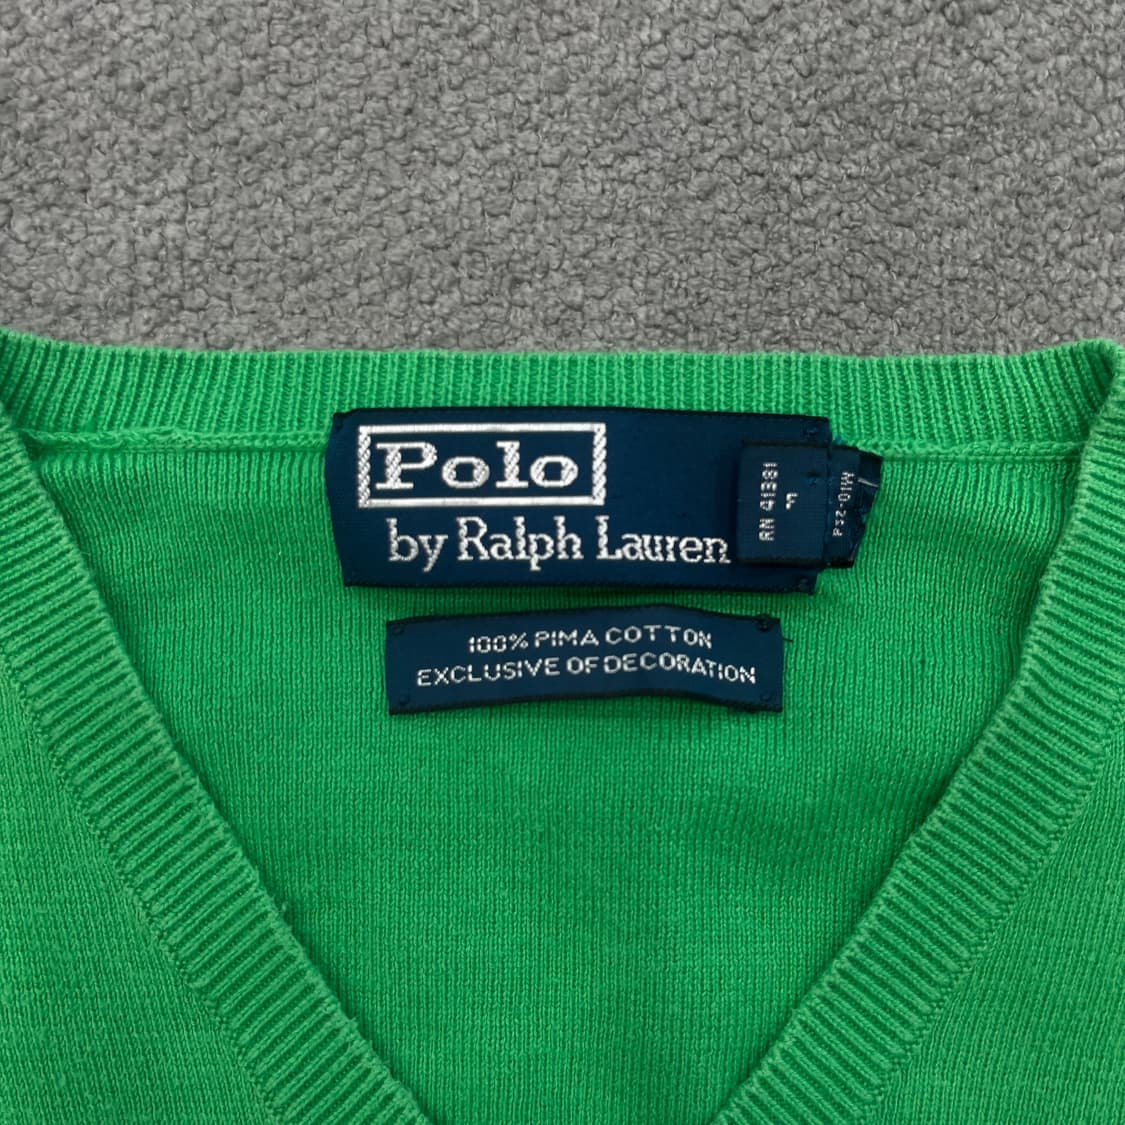 Polo
by Ralph Lauren
RN 41381
100% PIMA COTTON
EXCLUSIVE OF DECORATION